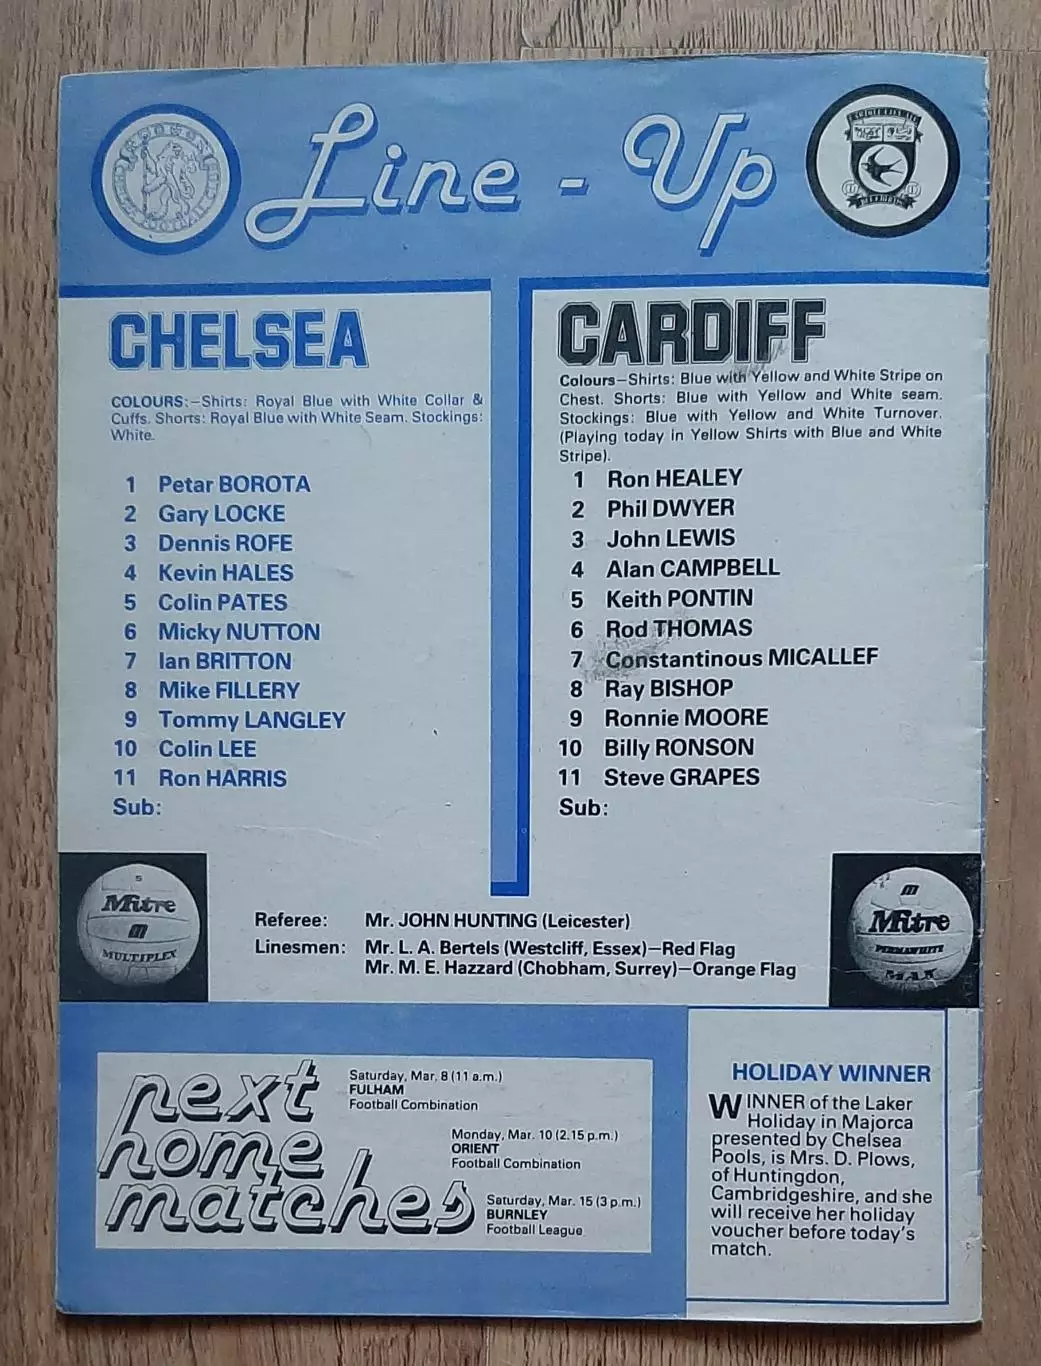 Line - Up
CHELSEA
COLOURS:—Shirts: Royal Blue with White Collar &
Cuffs. Shorts: Royal Blue with White Seam. Stockings:
White.
1 Petar BOROTA
2 Gary LOCKE
3 Dennis ROFE
4 Kevin HALES
5 Colin PATES
6 Micky NUTTON
7 Ian BRITTON
8 Mike FILLERY
9 Tommy LANGLEY
10 Colin LEE
11 Ron HARRIS
Sub:
CARDIFF
Colours—Shirts: Blue with Yellow and White Stripe on
Chest. Shorts: Blue with Yellow and White seam.
Stockings: Blue with Yellow and White Turnover.
(Playing today in Yellow Shirts with Blue and White
Stripe).
1 Ron HEALEY
2 Phil DWYER
3 John LEWIS
4 Alan CAMPBELL
5 Keith PONTIN
6 Rod THOMAS
7 Constantinous MICALLEF
8 Ray BISHOP
9 Ronnie MOORE
10 Billy RONSON
11 Steve GRAPES
Sub:
5
Mitre
m
MULTIPLEX
Referee: Mr. JOHN HUNTING (Leicester)
Linesmen: Mr. L. A. Bertels (Westcliff, Essex)—Red Flag
Mr. M. E. Hazzard (Chobham, Surrey)—Orange Flag
m
Mitre
PERMAWHITE
MAX
next
home
matches
Saturday, Mar. 8 (11 a.m.)
FULHAM
Football Combination
Monday, Mar. 10 (2.15 p.m.)
ORIENT
Football Combination
Saturday, Mar. 15 (3 p.m.)
BURNLEY
Football League
HOLIDAY WINNER
WINNER of the Laker
Holiday in Majorca
presented by Chelsea
Pools, is Mrs. D. Plows,
of Huntingdon,
Cambridgeshire, and she
will receive her holiday
voucher before today's
match.